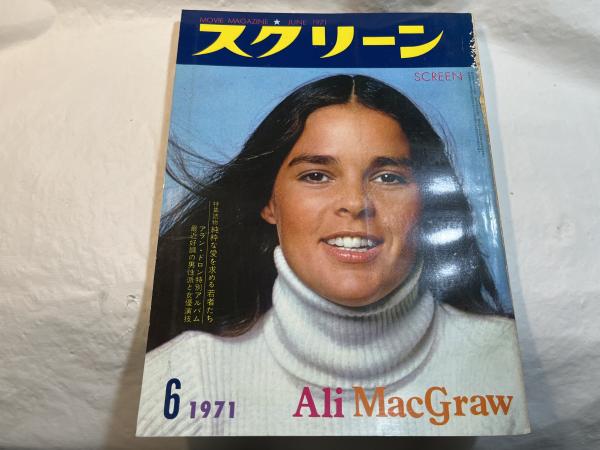 MOVIE MAGAZINE ★ JUNE 1971
スクリーン
SCREEN
特集読物 純粋な愛を求める若者たち
アラン・ドロン特別アルバム
最近好調の男性派と女優演技
6 1971
Ali MacGraw